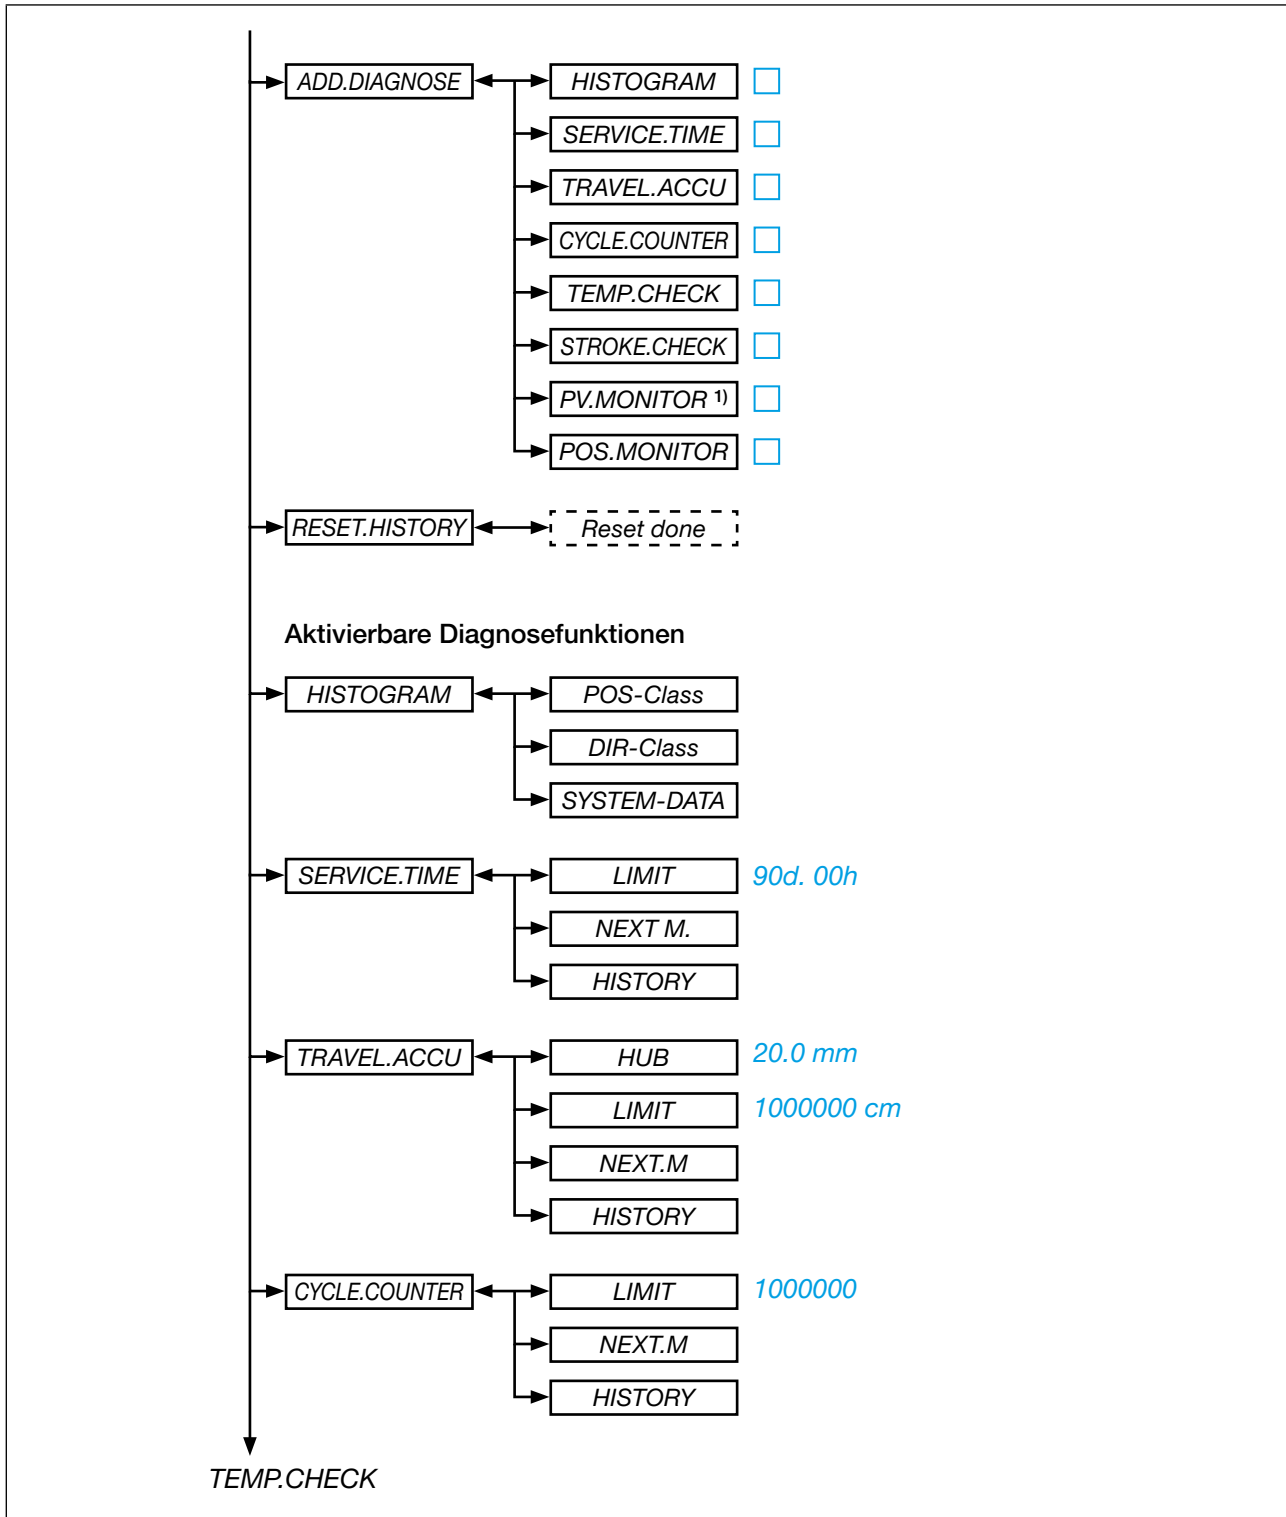 ADD.DIAGNOSE
HISTOGRAM
SERVICE.TIME
TRAVEL.ACCU
CYCLE.COUNTER
TEMP.CHECK
STROKE.CHECK
PV.MONITOR 1)
POS.MONITOR
RESET.HISTORY
Reset done
Aktivierbare Diagnosefunktionen
HISTOGRAM
POS-Class
DIR-Class
SYSTEM-DATA
SERVICE.TIME
LIMIT 90d. 00h
NEXT M.
HISTORY
TRAVEL.ACCU
HUB 20.0 mm
LIMIT 1000000 cm
NEXT.M
HISTORY
CYCLE.COUNTER
LIMIT 1000000
NEXT.M
HISTORY
TEMP.CHECK